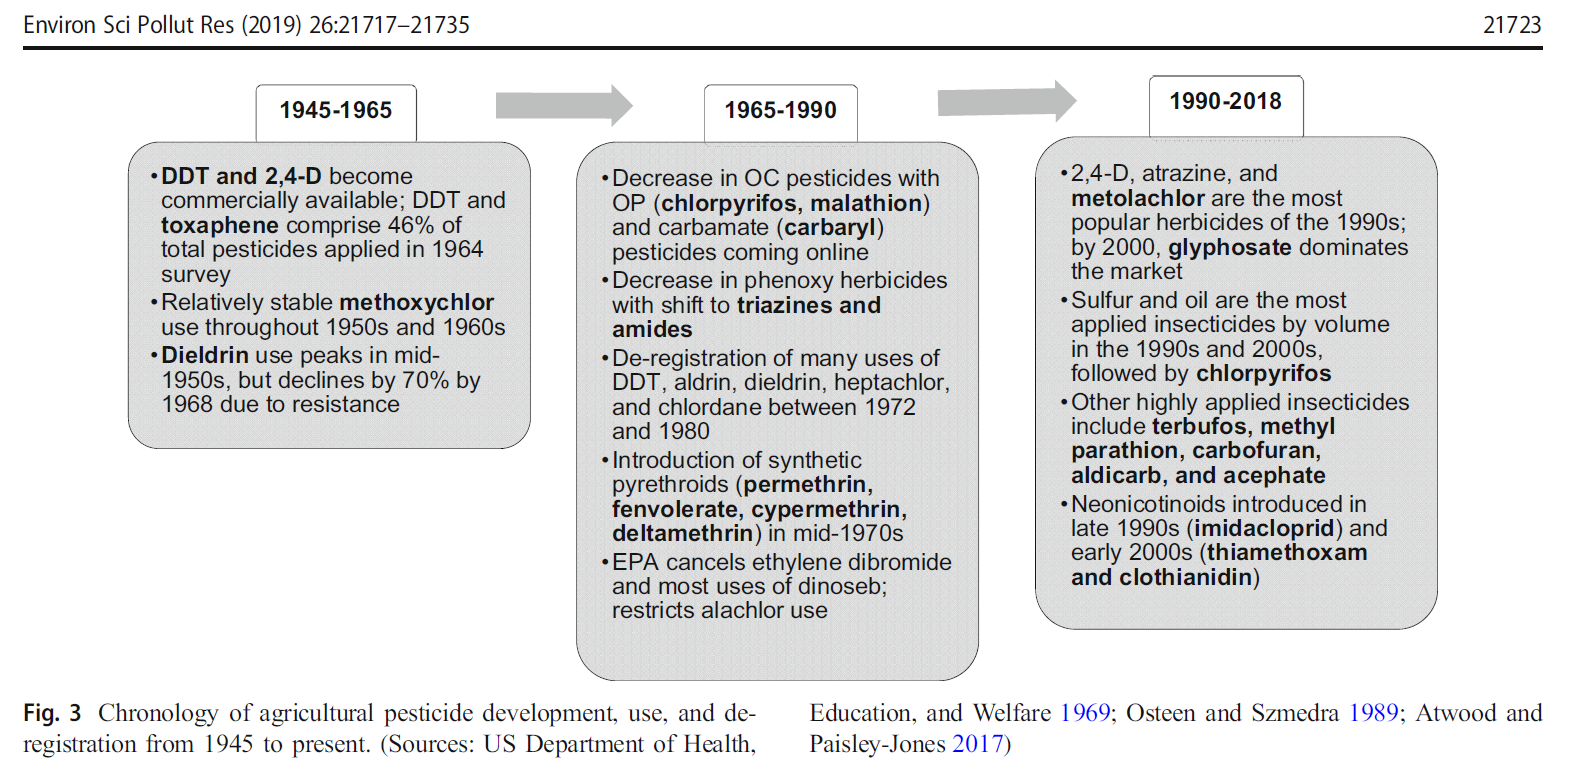 Environ Sci Pollut Res (2019) 26:21717–21735
21723
1945-1965
•DDT and 2,4-D become
commercially available; DDT and
toxaphene comprise 46% of
total pesticides applied in 1964
survey
•Relatively stable methoxychlor
use throughout 1950s and 1960s
•Dieldrin use peaks in mid-
1950s, but declines by 70% by
1968 due to resistance
1965-1990
•Decrease in OC pesticides with
OP (chlorpyrifos, malathion)
and carbamate (carbaryl)
pesticides coming online
•Decrease in phenoxy herbicides
with shift to triazines and
amides
•De-registration of many uses of
DDT, aldrin, dieldrin, heptachlor,
and chlordane between 1972
and 1980
•Introduction of synthetic
pyrethroids (permethrin,
fenvolerate, cypermethrin,
deltamethrin) in mid-1970s
•EPA cancels ethylene dibromide
and most uses of dinoseb;
restricts alachlor use
1990-2018
•2,4-D, atrazine, and
metolachlor are the most
popular herbicides of the 1990s;
by 2000, glyphosate dominates
the market
•Sulfur and oil are the most
applied insecticides by volume
in the 1990s and 2000s,
followed by chlorpyrifos
•Other highly applied insecticides
include terbufos, methyl
parathion, carbofuran,
aldicarb, and acephate
•Neonicotinoids introduced in
late 1990s (imidacloprid) and
early 2000s (thiamethoxam
and clothianidin)
Fig. 3 Chronology of agricultural pesticide development, use, and de-
registration from 1945 to present. (Sources: US Department of Health,
Education, and Welfare 1969; Osteen and Szmedra 1989; Atwood and
Paisley-Jones 2017)